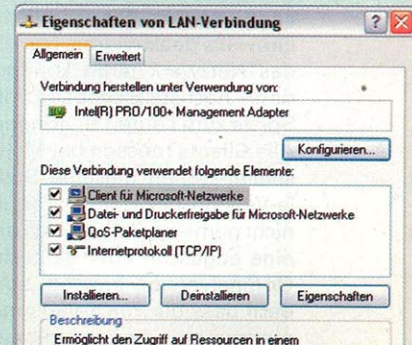 Eigenschaften von LAN-Verbindung
Allgemein Erweitert
Verbindung herstellen unter Verwendung von:
Intel(R) PRO/100+ Management Adapter
Konfigurieren...
Diese Verbindung verwendet folgende Elemente:
Client für Microsoft-Netzwerke
Datei- und Druckerfreigabe für Microsoft-Netzwerke
QoS-Paketplaner
Internetprotokoll (TCP/IP)
Installieren... Deinstallieren Eigenschaften
Beschreibung
Ermöglicht den Zugriff auf Ressourcen in einem